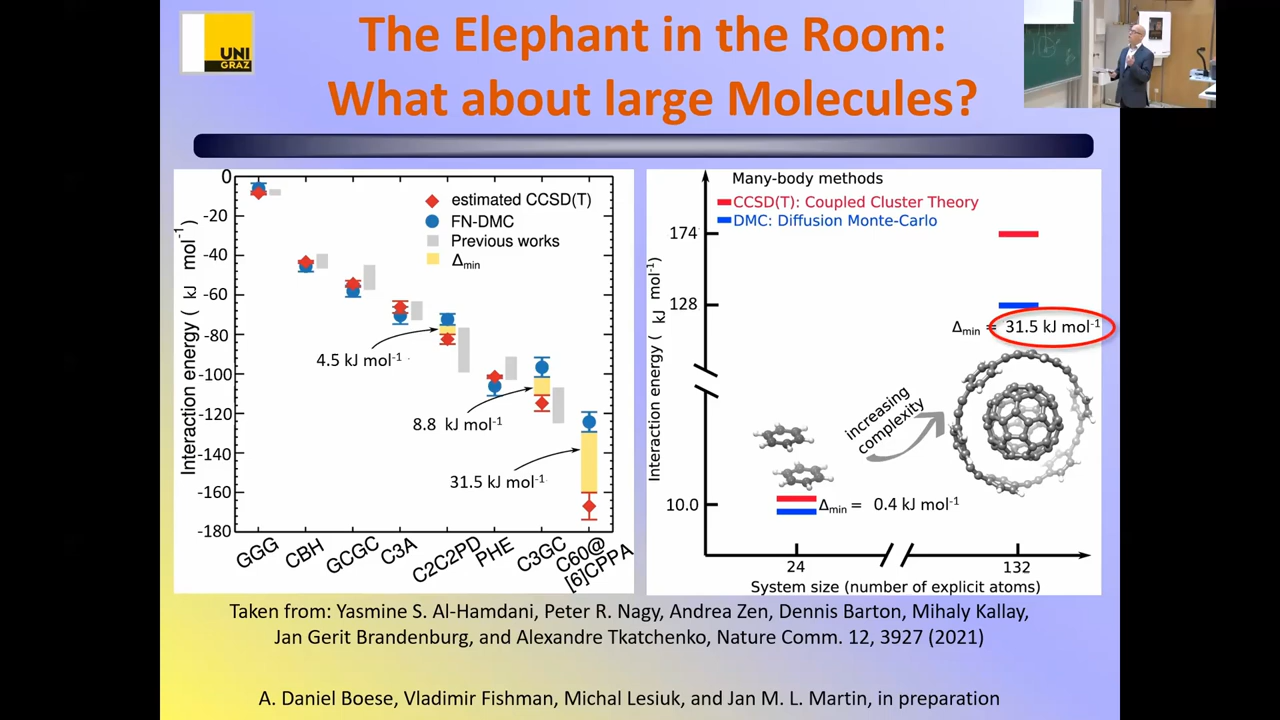 UNI
GRAZ
The Elephant in the Room:
What about large Molecules?
0
-20
-40
-60
-80
-100
-120
-140
-160
-180
Interaction energy ( kJ mol⁻¹)
estimated CCSD(T)
FN-DMC
Previous works
Δmin
4.5 kJ mol⁻¹
8.8 kJ mol⁻¹
31.5 kJ mol⁻¹
GGG
CBH
GCGC
C3A
C2C2PD
PHE
C3GC
C60@
[6]CPPA
Many-body methods
CCSD(T): Coupled Cluster Theory
DMC: Diffusion Monte-Carlo
174
128
10.0
Interaction energy ( kJ mol⁻¹)
Δmin = 31.5 kJ mol⁻¹
increasing
complexity
Δmin = 0.4 kJ mol⁻¹
24
132
System size (number of explicit atoms)
Taken from: Yasmine S. Al-Hamdani, Peter R. Nagy, Andrea Zen, Dennis Barton, Mihaly Kallay,
Jan Gerit Brandenburg, and Alexandre Tkatchenko, Nature Comm. 12, 3927 (2021)
A. Daniel Boese, Vladimir Fishman, Michal Lesiuk, and Jan M. L. Martin, in preparation